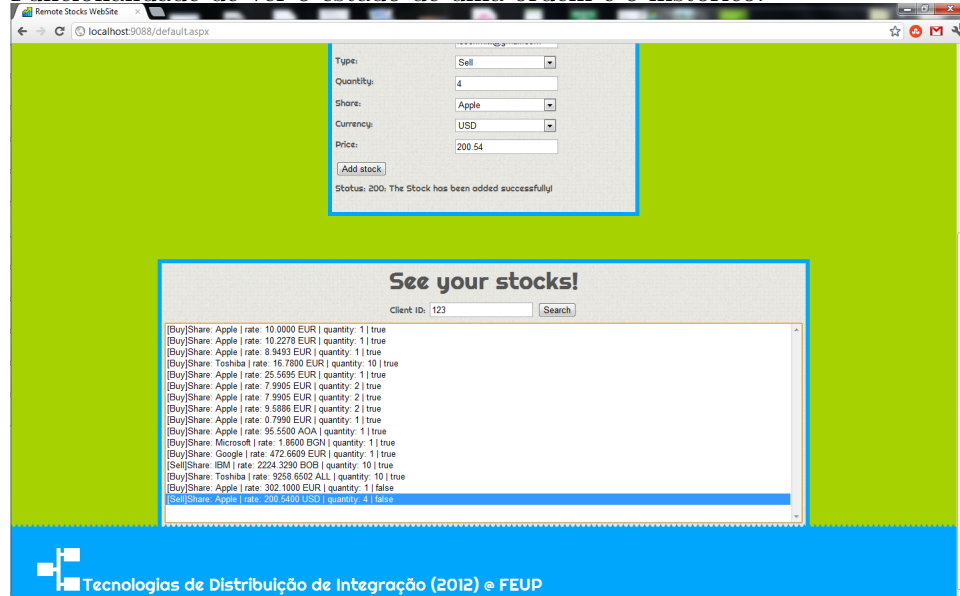 Funcionalidade de ver o estado de uma ordem e o histórico.
Remote Stocks WebSite
localhost:9088/default.aspx
Type: Sell
Quantity: 4
Share: Apple
Currency: USD
Price: 200.54
Add stock
Status: 200: The Stock has been added successfully!
See your stocks!
Client ID: 123 Search
[Buy]Share: Apple | rate: 10.0000 EUR | quantity: 1 | true
[Buy]Share: Apple | rate: 10.2278 EUR | quantity: 1 | true
[Buy]Share: Apple | rate: 8.9493 EUR | quantity: 1 | true
[Buy]Share: Toshiba | rate: 16.7800 EUR | quantity: 10 | true
[Buy]Share: Apple | rate: 25.5695 EUR | quantity: 1 | true
[Buy]Share: Apple | rate: 7.9905 EUR | quantity: 2 | true
[Buy]Share: Apple | rate: 7.9905 EUR | quantity: 2 | true
[Buy]Share: Apple | rate: 9.5886 EUR | quantity: 2 | true
[Buy]Share: Apple | rate: 0.7990 EUR | quantity: 1 | true
[Buy]Share: Apple | rate: 95.5500 AOA | quantity: 1 | true
[Buy]Share: Microsoft | rate: 1.8600 BGN | quantity: 1 | true
[Buy]Share: Google | rate: 472.6609 EUR | quantity: 1 | true
[Sell]Share: IBM | rate: 2224.3290 BOB | quantity: 10 | true
[Buy]Share: Toshiba | rate: 9258.6502 ALL | quantity: 10 | true
[Buy]Share: Apple | rate: 302.1000 EUR | quantity: 1 | false
[Sell]Share: Apple | rate: 200.5400 USD | quantity: 4 | false
Tecnologias de Distribuição de Integração (2012) @ FEUP